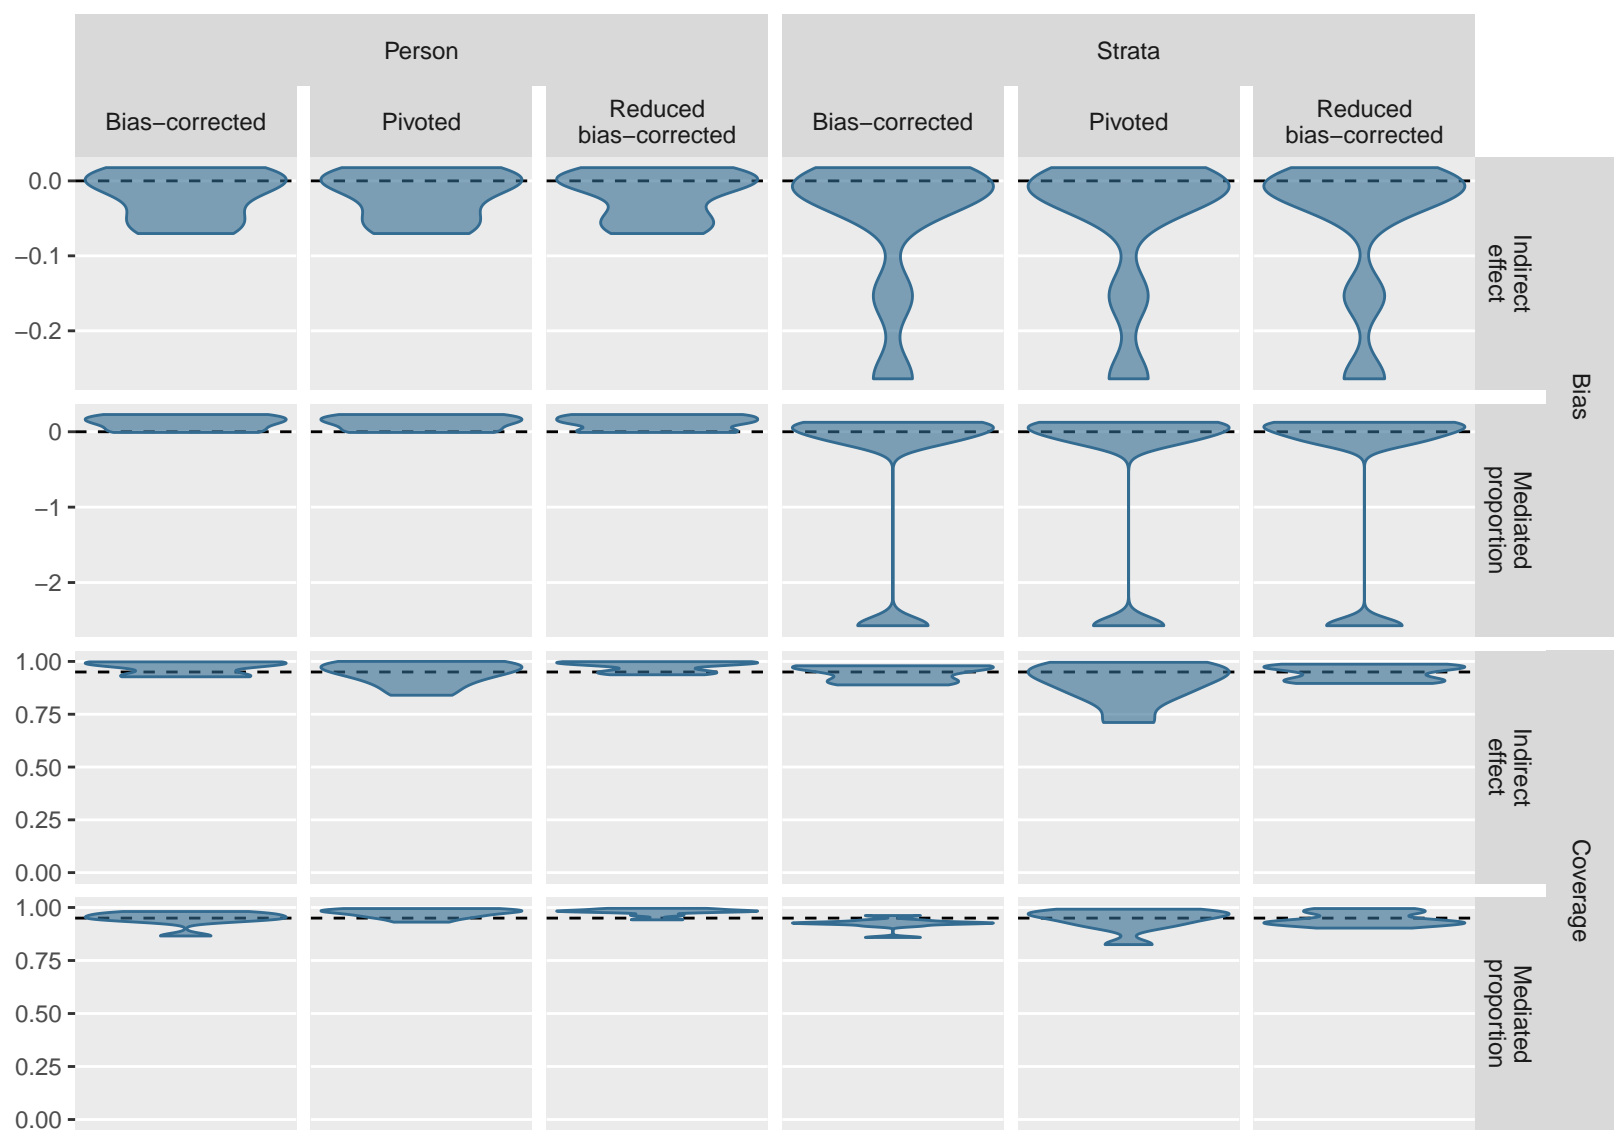 Person
Strata
Bias−corrected
Pivoted
Reduced
bias−corrected
Bias−corrected
Pivoted
Reduced
bias−corrected
0.0
−0.1
−0.2
Indirect
effect
0
−1
−2
Mediated
proportion
Bias
1.00
0.75
0.50
0.25
0.00
Indirect
effect
1.00
0.75
0.50
0.25
0.00
Mediated
proportion
Coverage